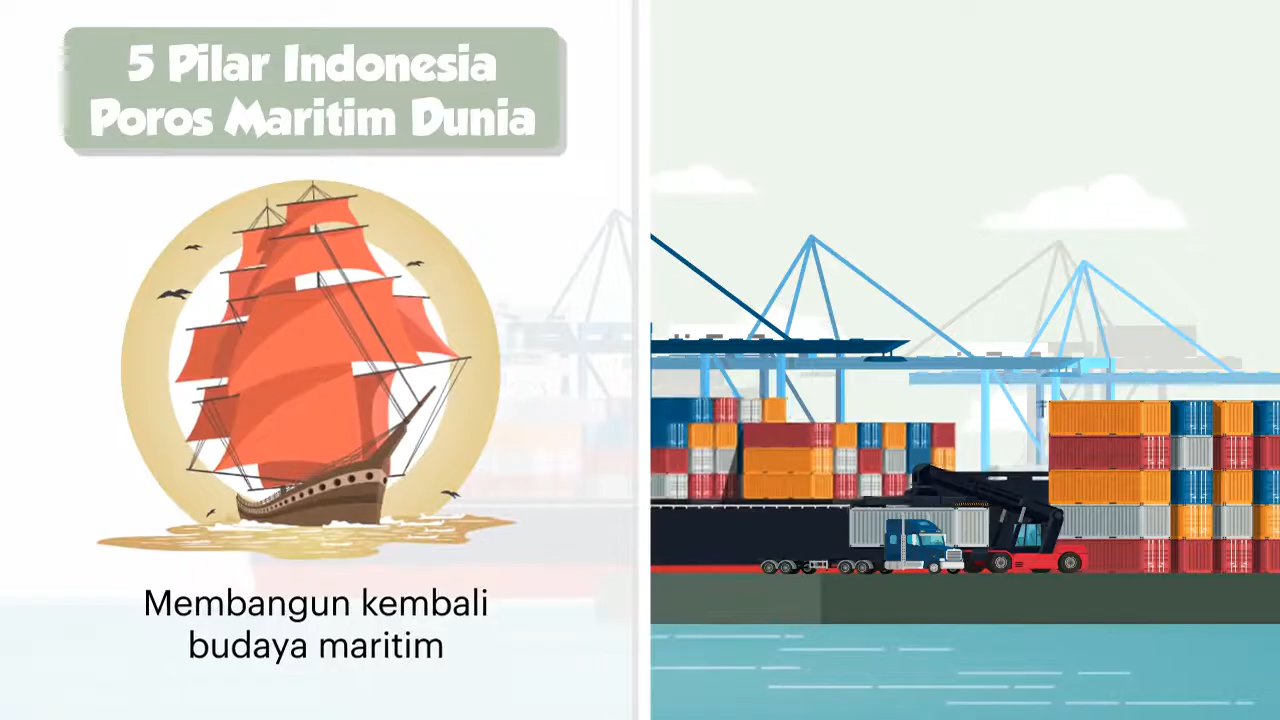 5 Pilar Indonesia
Poros Maritim Dunia
Membangun kembali
budaya maritim